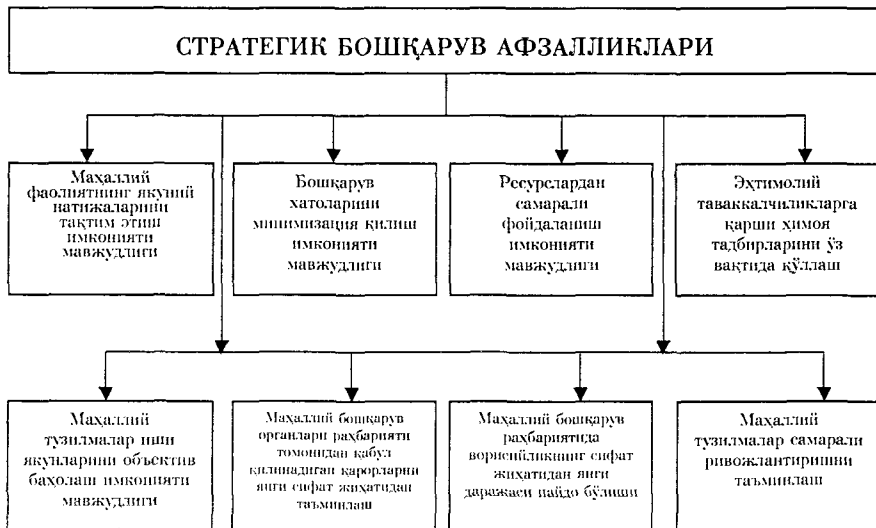 СТРАТЕГИК БОШҚАРУВ АФЗАЛЛИКЛАРИ
Маҳаллий
фаолиятнинг якуний
натижаларини
тақтим этиш
имконияти
мавжудлиги
Бошқарув
хатоларини
минимизация қилиш
имконияти
мавжудлиги
Ресурслардан
самарали
фойдаланиш
имконияти
мавжудлиги
Эҳтимолий
таваккалчиликларга
қарши ҳимоя
тадбирларини ўз
вақтида қўллаш
Маҳаллий
тузилмалар иши
якунларини объектив
баҳолаш имконияти
мавжудлиги
Маҳаллий бошқарув
органлари раҳбарияти
томонидан қабул
қилинадиган қарорларни
янги сифат жиҳатидан
таъминлаш
Маҳаллий бошқарув
раҳбариятида
ворисийликнинг сифат
жиҳатидан янги
даражаси пайдо бўлиши
Маҳаллий
тузилмалар самарали
ривожлантиришни
таъминлаш